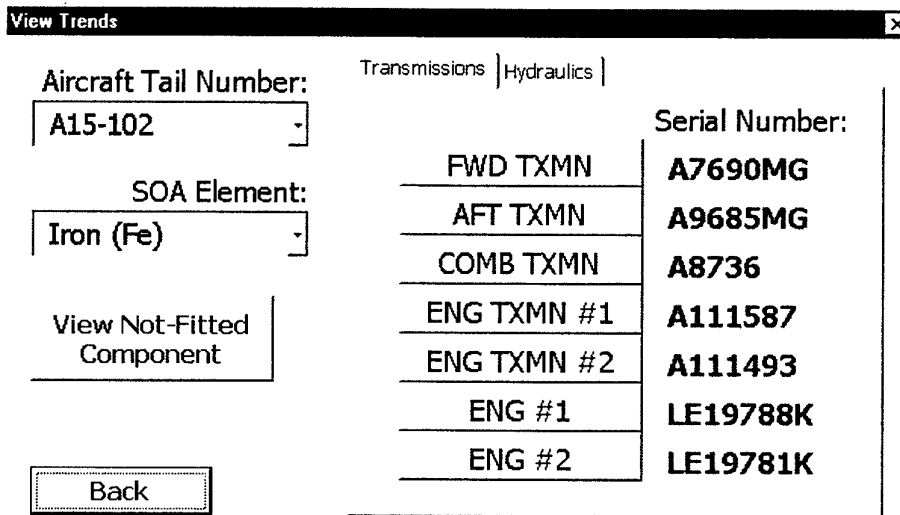 View Trends
Aircraft Tail Number:
A15-102
SOA Element:
Iron (Fe)
View Not-Fitted
Component
Back
Transmissions Hydraulics
Serial Number:
FWD TXMN A7690MG
AFT TXMN A9685MG
COMB TXMN A8736
ENG TXMN #1 A111587
ENG TXMN #2 A111493
ENG #1 LE19788K
ENG #2 LE19781K